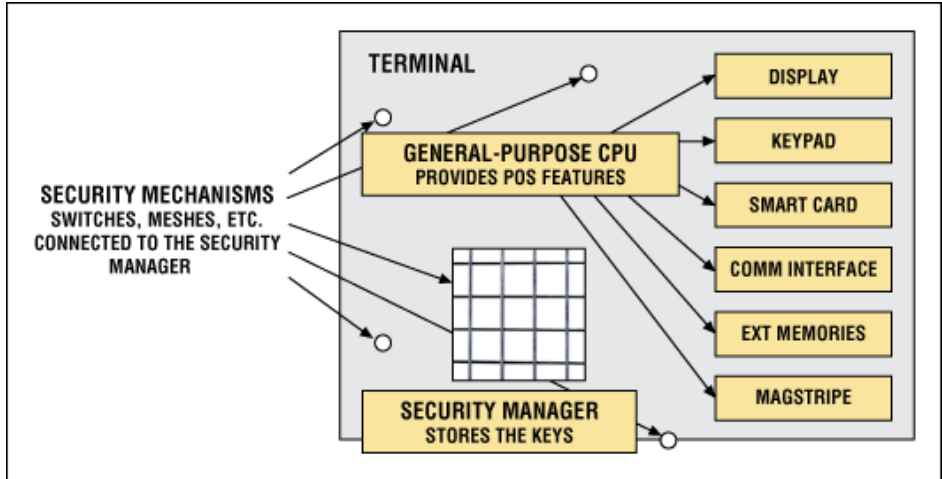 TERMINAL
DISPLAY
KEYPAD
SMART CARD
COMM INTERFACE
EXT MEMORIES
MAGSTRIPE
GENERAL-PURPOSE CPU
PROVIDES POS FEATURES
SECURITY MECHANISMS
SWITCHES, MESHES, ETC.
CONNECTED TO THE SECURITY
MANAGER
SECURITY MANAGER
STORES THE KEYS